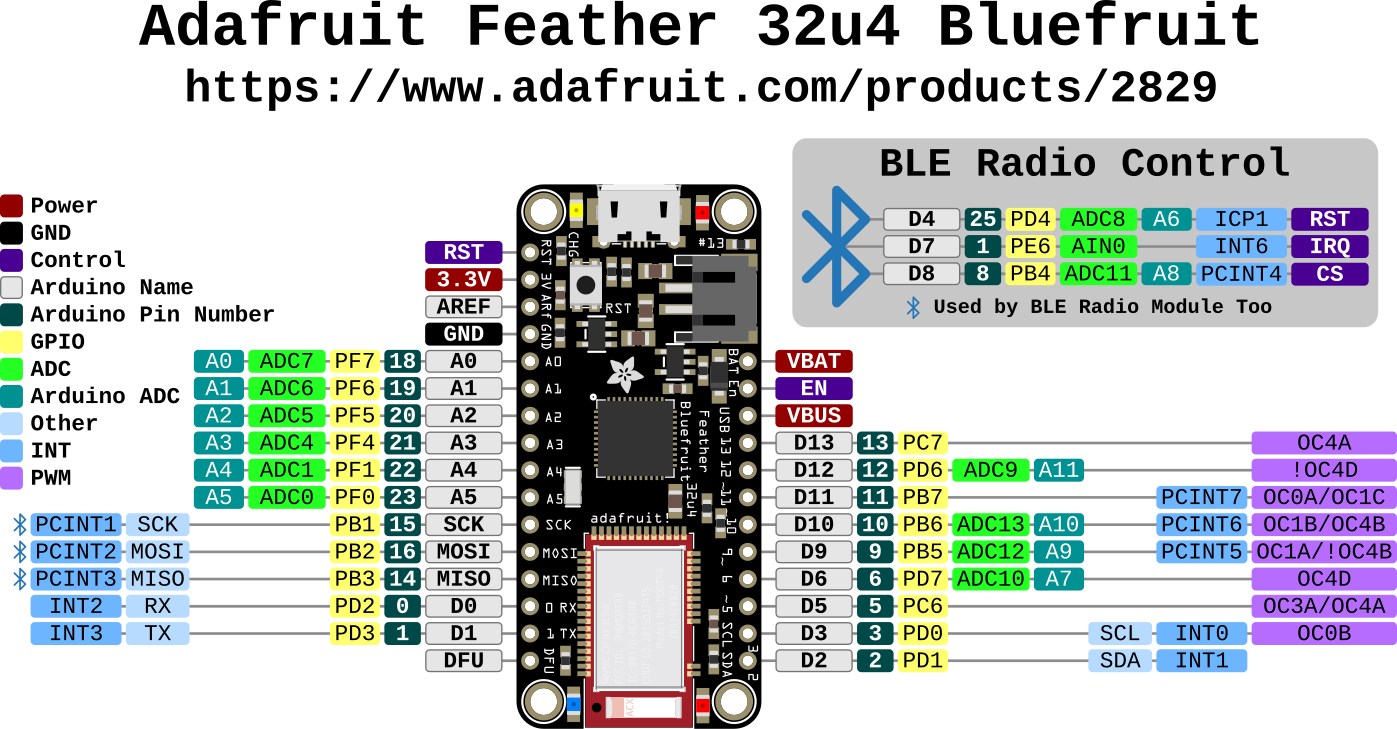 Adafruit Feather 32u4 Bluefruit
https://www.adafruit.com/products/2829
BLE Radio Control
D4 25 PD4 ADC8 A6 ICP1 RST
D7 1 PE6 AIN0 INT6 IRQ
D8 8 PB4 ADC11 A8 PCINT4 CS
Used by BLE Radio Module Too
Power
GND
Control
Arduino Name
Arduino Pin Number
GPIO
ADC
Arduino ADC
Other
INT
PWM
RST
3.3V
AREF
GND
A0 ADC7 PF7 18 A0
A1 ADC6 PF6 19 A1
A2 ADC5 PF5 20 A2
A3 ADC4 PF4 21 A3
A4 ADC1 PF1 22 A4
A5 ADC0 PF0 23 A5
PCINT1 SCK PB1 15 SCK
PCINT2 MOSI PB2 16 MOSI
PCINT3 MISO PB3 14 MISO
INT2 RX PD2 0 D0
INT3 TX PD3 1 D1
DFU
CHG
#13
RST
RST
3V
ARf
GND
A0
A1
A2
A3
A4
A5
SCK
MOSI
MISO
0 RX
1 TX
DFU
BAT
En
USB
13
12
~11
10
9~
6
~5
SCL
3
SDA
2
Feather
Bluefruit
32u4
adafruit!
VBAT
EN
VBUS
D13 13 PC7 OC4A
D12 12 PD6 ADC9 A11 !OC4D
D11 11 PB7 PCINT7 OC0A/OC1C
D10 10 PB6 ADC13 A10 PCINT6 OC1B/OC4B
D9 9 PB5 ADC12 A9 PCINT5 OC1A/!OC4B
D6 6 PD7 ADC10 A7 OC4D
D5 5 PC6 OC3A/OC4A
D3 3 PD0 SCL INT0 OC0B
D2 2 PD1 SDA INT1